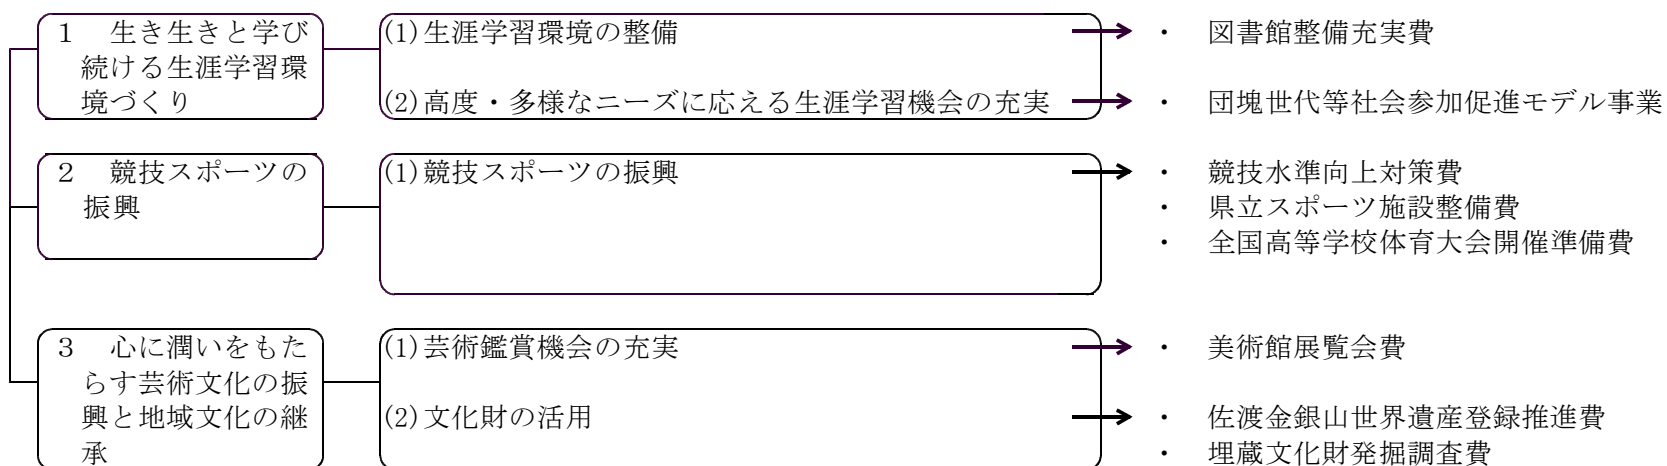 1 生き生きと学び
続ける生涯学習環
境づくり
(1)生涯学習環境の整備
・ 図書館整備充実費
(2)高度・多様なニーズに応える生涯学習機会の充実
・ 団塊世代等社会参加促進モデル事業
2 競技スポーツの
振興
(1)競技スポーツの振興
・ 競技水準向上対策費
・ 県立スポーツ施設整備費
・ 全国高等学校体育大会開催準備費
3 心に潤いをもた
らす芸術文化の振
興と地域文化の継
承
(1)芸術鑑賞機会の充実
・ 美術館展覧会費
(2)文化財の活用
・ 佐渡金銀山世界遺産登録推進費
・ 埋蔵文化財発掘調査費